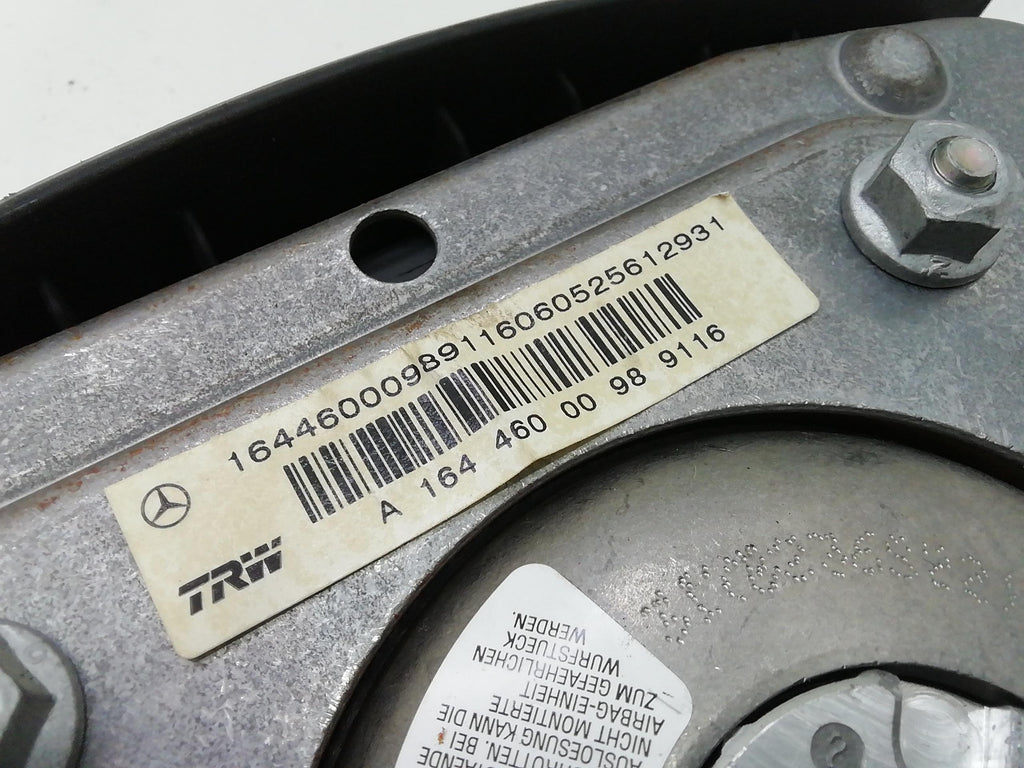 16446000989116060525612931
A 164 460 00 98 9116
TRW
AUSLOESUNG KANN DIE
NICHT MONTIERTE
AIRBAG-EINHEIT
ZUM GEFAEHRLICHEN
WURFSTUECK
WERDEN.